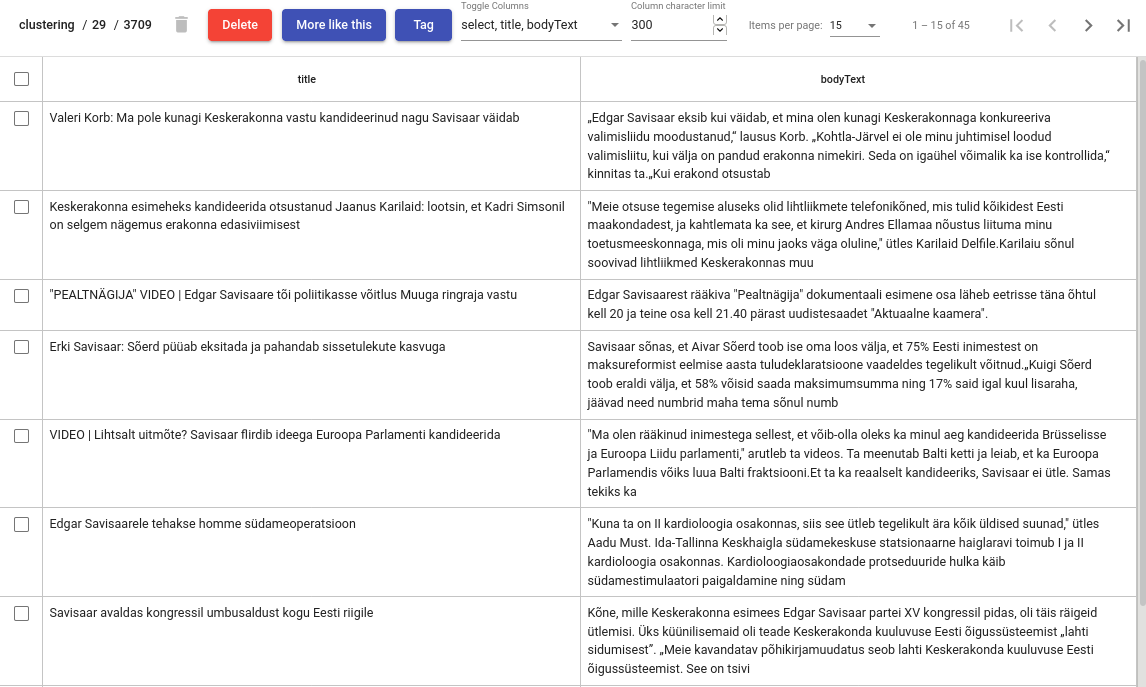 Toggle Columns
Column character limit
clustering / 29 / 3709
Delete
More like this
Tag
select, title, bodyText
300
Items per page: 15
1 – 15 of 45
title
bodyText
Valeri Korb: Ma pole kunagi Keskerakonna vastu kandideerinud nagu Savisaar väidab
„Edgar Savisaar eksib kui väidab, et mina olen kunagi Keskerakonnaga konkureeriva
valimisliidu moodustanud,“ lausus Korb. „Kohtla-Järvel ei ole minu juhtimisel loodud
valimisliitu, kui välja on pandud erakonna nimekiri. Seda on igaühel võimalik ka ise kontrollida,“
kinnitas ta.„Kui erakond otsustab
Keskerakonna esimeheks kandideerida otsustanud Jaanus Karilaid: lootsin, et Kadri Simsonil
on selgem nägemus erakonna edasiviimisest
"Meie otsuse tegemise aluseks olid lihtliikmete telefonikõned, mis tulid kõikidest Eesti
maakondadest, ja kahtlemata ka see, et kirurg Andres Ellamaa nõustus liituma minu
toetusmeeskonnaga, mis oli minu jaoks väga oluline," ütles Karilaid Delfile.Karilaiu sõnul
soovivad lihtliikmed Keskerakonnas muu
"PEALTNÄGIJA" VIDEO | Edgar Savisaare tõi poliitikasse võitlus Muuga ringraja vastu
Edgar Savisaarest rääkiva "Pealtnägija" dokumentaali esimene osa läheb eetrisse täna õhtul
kell 20 ja teine osa kell 21.40 pärast uudistesaadet "Aktuaalne kaamera".
Erki Savisaar: Sõerd püüab eksitada ja pahandab sissetulekute kasvuga
Savisaar sõnas, et Aivar Sõerd toob ise oma loos välja, et 75% Eesti inimestest on
maksureformist eelmise aasta tuludeklaratsioone vaadeldes tegelikult võitnud.„Kuigi Sõerd
toob eraldi välja, et 58% võisid saada maksimumsumma ning 17% said igal kuul lisaraha,
jäävad need numbrid maha tema sõnul numb
VIDEO | Lihtsalt uitmõte? Savisaar flirdib ideega Euroopa Parlamenti kandideerida
"Ma olen rääkinud inimestega sellest, et võib-olla oleks ka minul aeg kandideerida Brüsselisse
ja Euroopa Liidu parlamenti," arutleb ta videos. Ta meenutab Balti ketti ja leiab, et ka Euroopa
Parlamendis võiks luua Balti fraktsiooni.Et ta ka reaalselt kandideeriks, Savisaar ei ütle. Samas
tekiks ka
Edgar Savisaarele tehakse homme südameoperatsioon
"Kuna ta on II kardioloogia osakonnas, siis see ütleb tegelikult ära kõik üldised suunad," ütles
Aadu Must. Ida-Tallinna Keskhaigla südamekeskuse statsionaarne haiglaravi toimub I ja II
kardioloogia osakonnas. Kardioloogiaosakondade protseduuride hulka käib
südamestimulaatori paigaldamine ning südam
Savisaar avaldas kongressil umbusaldust kogu Eesti riigile
Kõne, mille Keskerakonna esimees Edgar Savisaar partei XV kongressil pidas, oli täis räigeid
ütlemisi. Üks küünilisemaid oli teade Keskerakonda kuuluvuse Eesti õigussüsteemist „lahti
sidumisest”. „Meie kavandatav põhikirjamuudatus seob lahti Keskerakonda kuuluvuse Eesti
õigussüsteemist. See on tsivi